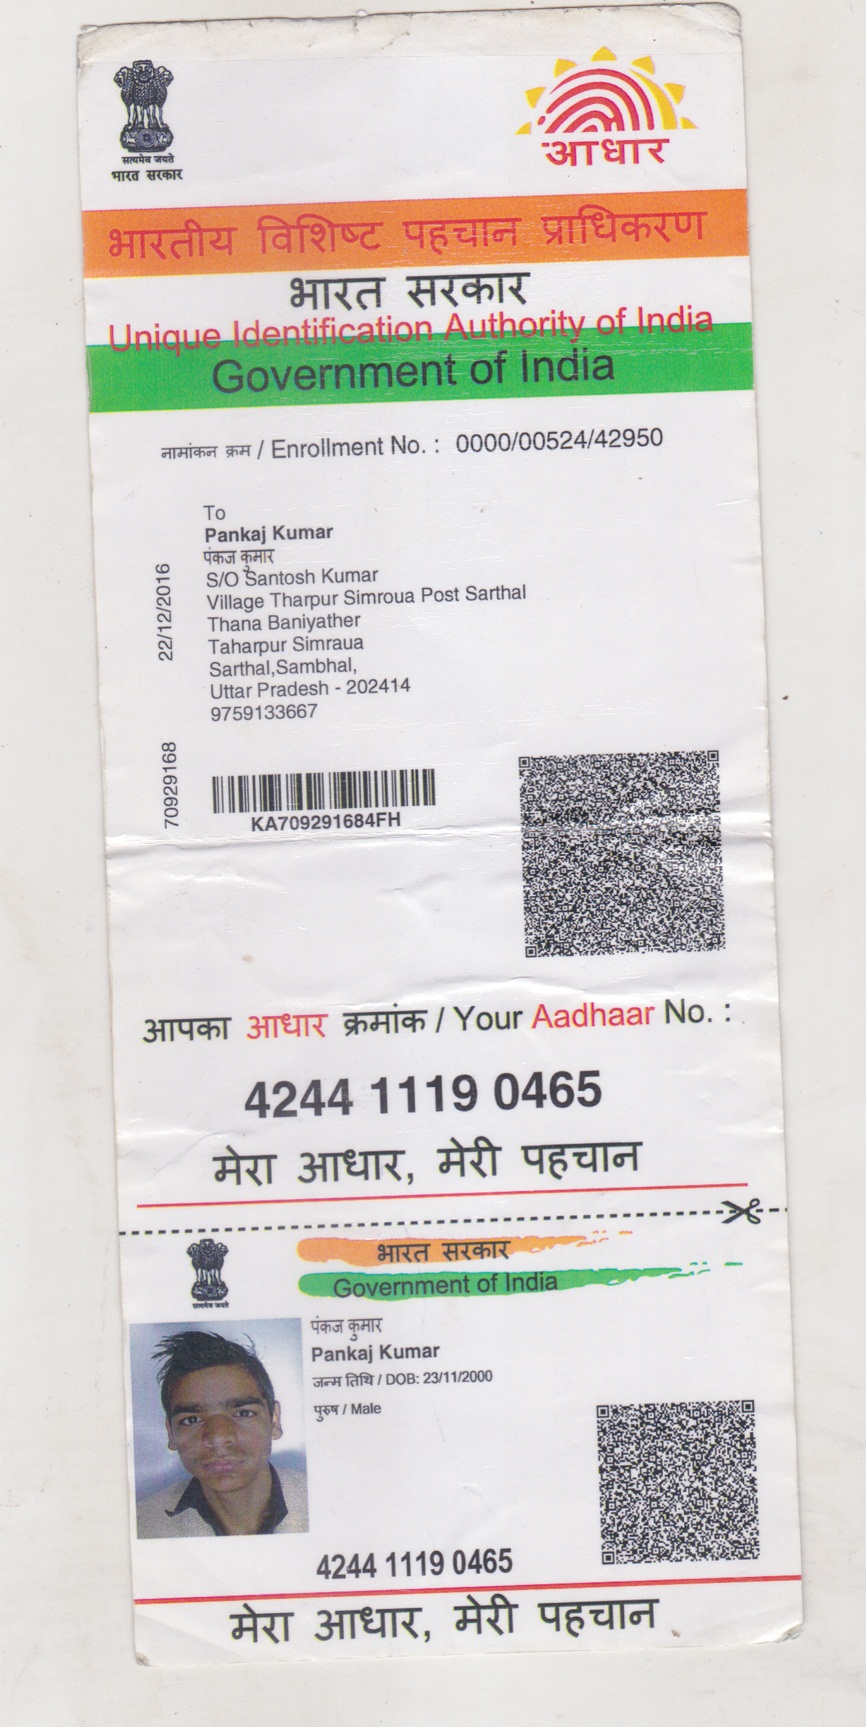 सत्यमेव जयते
भारत सरकार
आधार
भारतीय विशिष्ट पहचान प्राधिकरण
भारत सरकार
Unique Identification Authority of India
Government of India
नामांकन क्रम / Enrollment No. : 0000/00524/42950
To
Pankaj Kumar
पंकज कुमार
S/O Santosh Kumar
Village Tharpur Simroua Post Sarthal
Thana Baniyather
Taharpur Simraua
Sarthal,Sambhal,
Uttar Pradesh - 202414
9759133667
22/12/2016
70929168
KA709291684FH
आपका आधार क्रमांक / Your Aadhaar No. :
4244 1119 0465
मेरा आधार, मेरी पहचान
भारत सरकार
Government of India
सत्यमेव जयते
पंकज कुमार
Pankaj Kumar
जन्म तिथि / DOB: 23/11/2000
पुरुष / Male
4244 1119 0465
मेरा आधार, मेरी पहचान